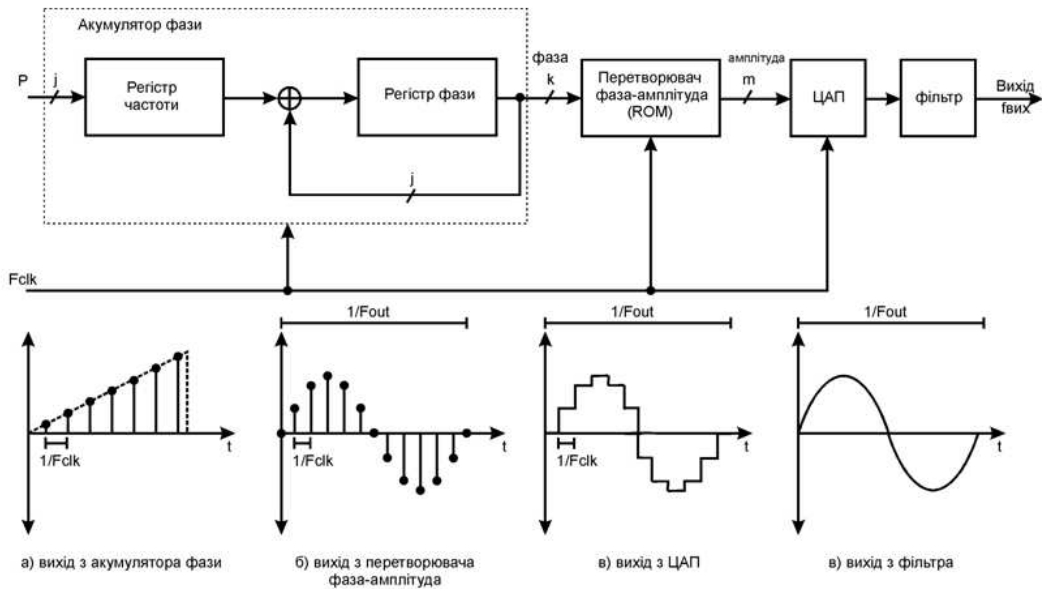 Акумулятор фази
P
j
Регістр
частоти
Регістр фази
j
фаза
k
Перетворювач
фаза-амплітуда
(ROM)
амплітуда
m
ЦАП
фільтр
Вихід
fвих
Fclk
1/Fout
1/Fout
1/Fout
t
1/Fclk
t
1/Fclk
t
1/Fclk
t
а) вихід з акумулятора фази
б) вихід з перетворювача
фаза-амплітуда
в) вихід з ЦАП
в) вихід з фільтра